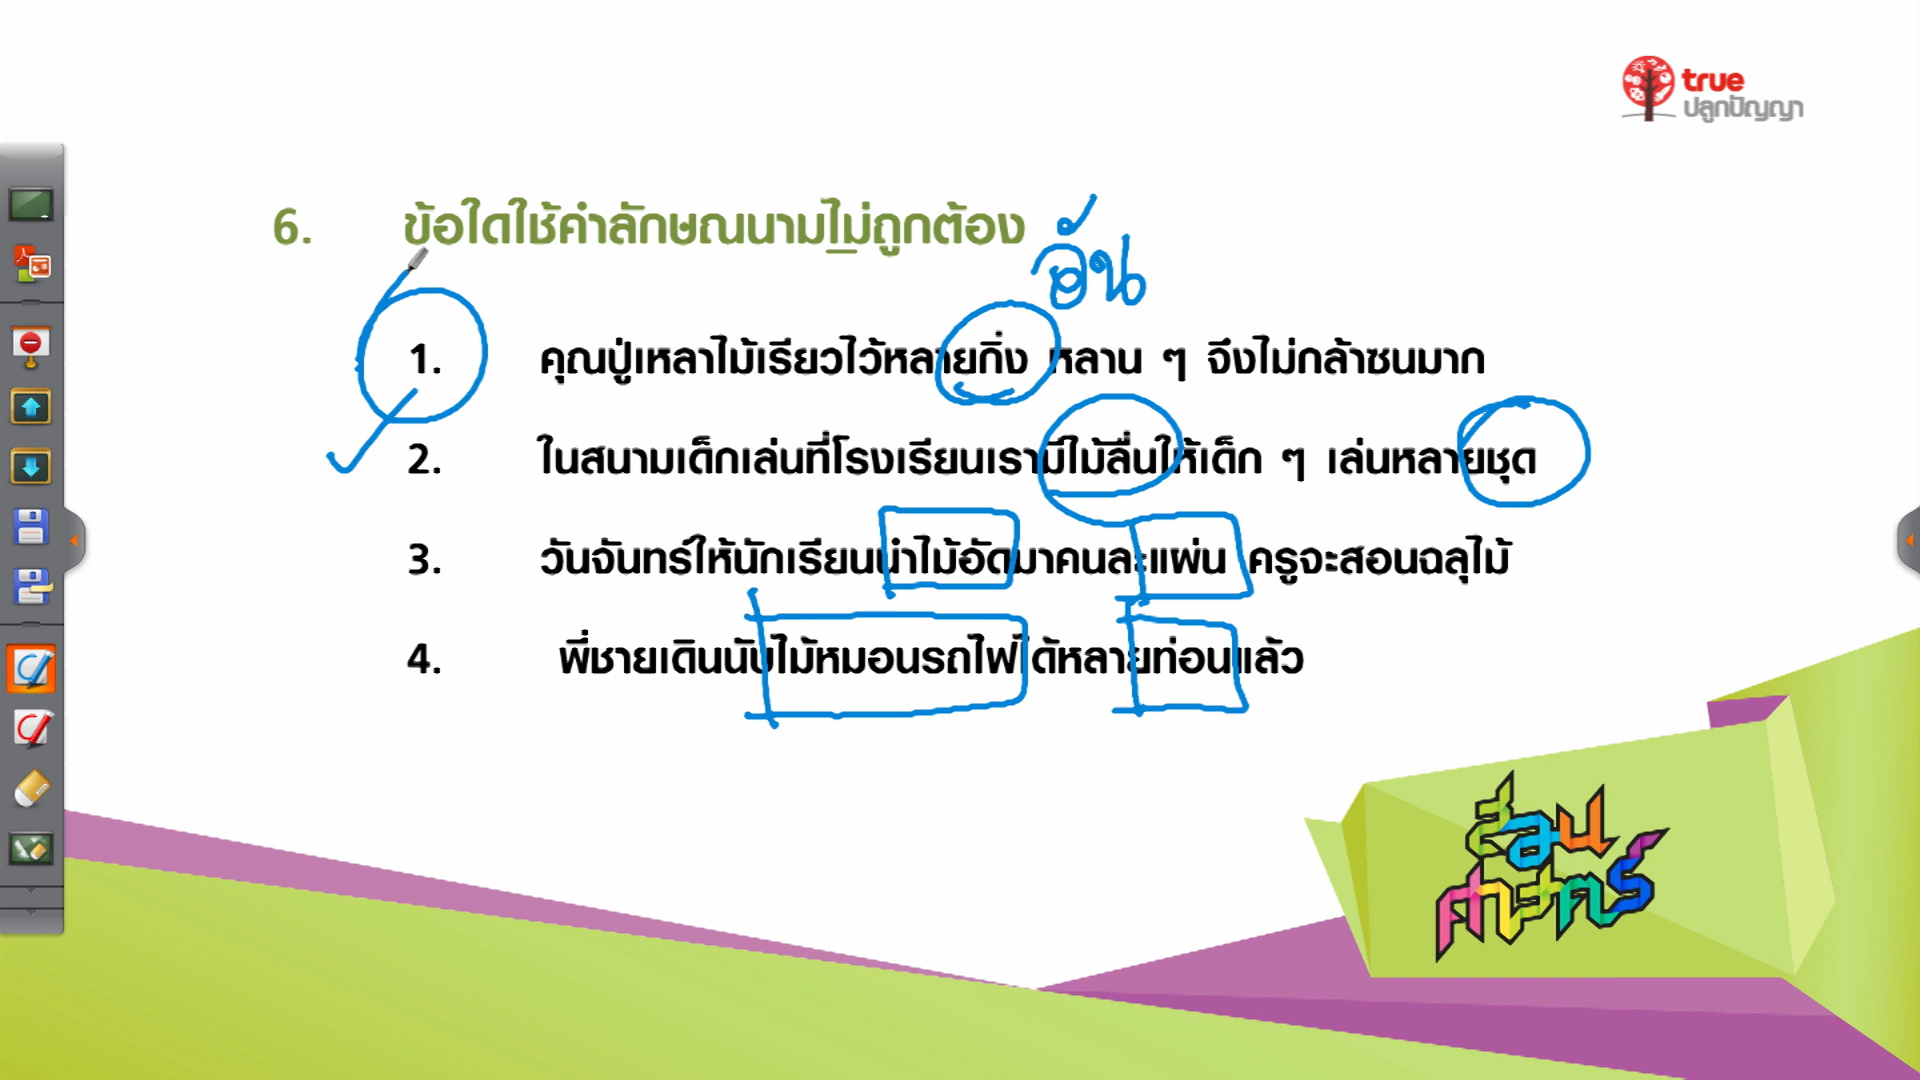 true
ปลูกปัญญา
6. ข้อใดใช้คำลักษณนามไม่ถูกต้อง
อัน
1. คุณปู่เหลาไม้เรียวไว้หลายกิ่ง หลาน ๆ จึงไม่กล้าซนมาก
2. ในสนามเด็กเล่นที่โรงเรียนเรามีไม้ลื่นให้เด็ก ๆ เล่นหลายชุด
3. วันจันทร์ให้นักเรียนนำไม้อัดมาคนละแผ่น ครูจะสอนฉลุไม้
4. พี่ชายเดินนับไม้หมอนรถไฟได้หลายท่อนแล้ว
สอน
ศาสตร์